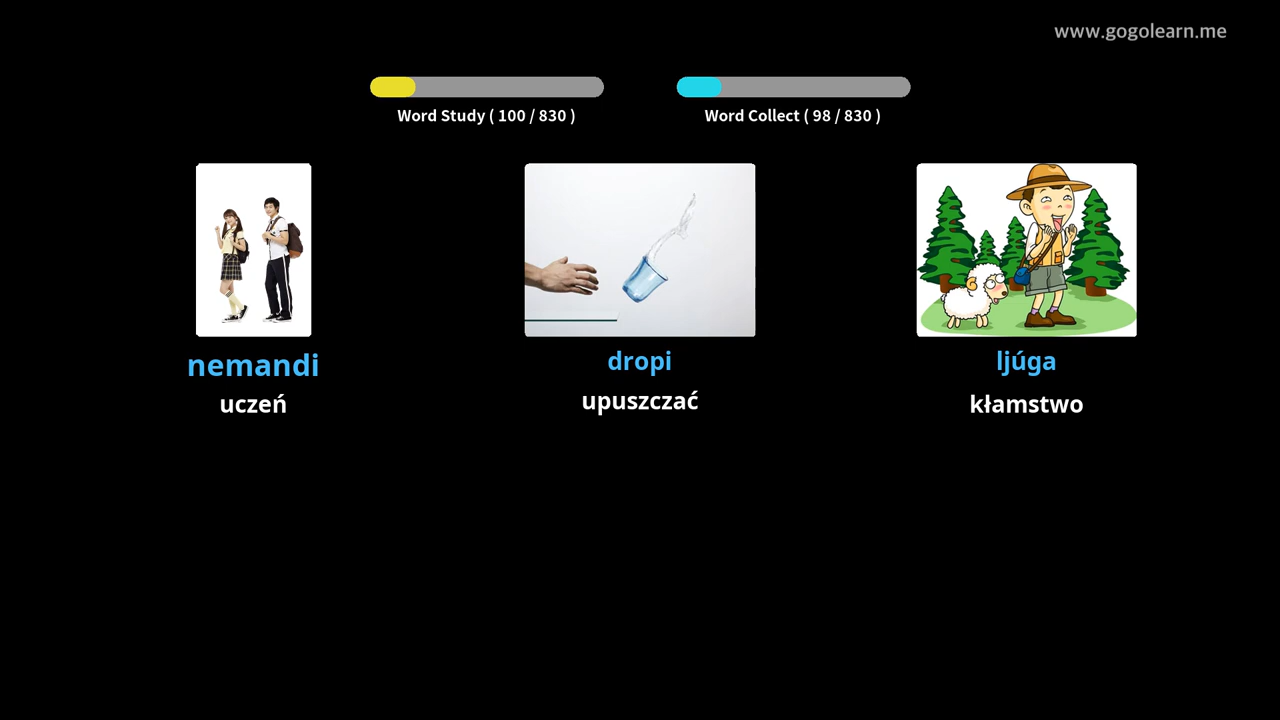 www.gogolearn.me
Word Study ( 100 / 830 )
Word Collect ( 98 / 830 )
nemandi
uczeń
dropi
upuszczać
ljúga
kłamstwo